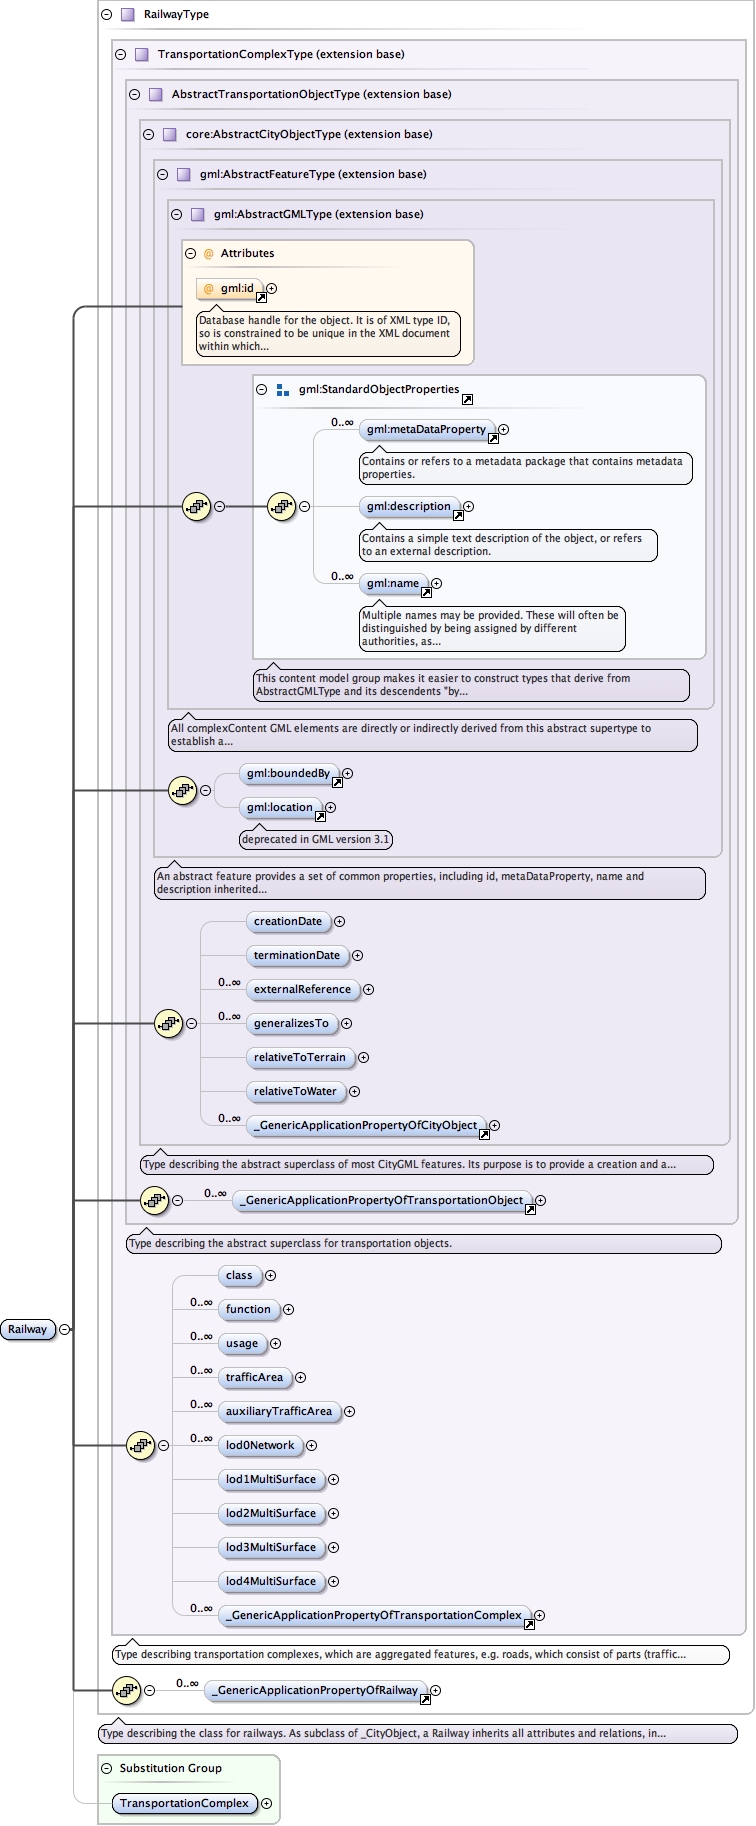 RailwayType
TransportationComplexType (extension base)
AbstractTransportationObjectType (extension base)
core:AbstractCityObjectType (extension base)
gml:AbstractFeatureType (extension base)
gml:AbstractGMLType (extension base)
@ Attributes
@ gml:id
Database handle for the object. It is of XML type ID,
so is constrained to be unique in the XML document
within which...
gml:StandardObjectProperties
0..∞
gml:metaDataProperty
Contains or refers to a metadata package that contains metadata
properties.
gml:description
Contains a simple text description of the object, or refers
to an external description.
0..∞
gml:name
Multiple names may be provided. These will often be
distinguished by being assigned by different
authorities, as...
This content model group makes it easier to construct types that derive from
AbstractGMLType and its descendents "by...
All complexContent GML elements are directly or indirectly derived from this abstract supertype to
establish a...
gml:boundedBy
gml:location
deprecated in GML version 3.1
An abstract feature provides a set of common properties, including id, metaDataProperty, name and
description inherited...
creationDate
terminationDate
0..∞
externalReference
0..∞
generalizesTo
relativeToTerrain
relativeToWater
0..∞
_GenericApplicationPropertyOfCityObject
Type describing the abstract superclass of most CityGML features. Its purpose is to provide a creation and a...
0..∞
_GenericApplicationPropertyOfTransportationObject
Type describing the abstract superclass for transportation objects.
class
0..∞
function
Railway
0..∞
usage
0..∞
trafficArea
0..∞
auxiliaryTrafficArea
0..∞
lod0Network
lod1MultiSurface
lod2MultiSurface
lod3MultiSurface
lod4MultiSurface
0..∞
_GenericApplicationPropertyOfTransportationComplex
Type describing transportation complexes, which are aggregated features, e.g. roads, which consist of parts (traffic...
0..∞
_GenericApplicationPropertyOfRailway
Type describing the class for railways. As subclass of _CityObject, a Railway inherits all attributes and relations, in...
Substitution Group
TransportationComplex